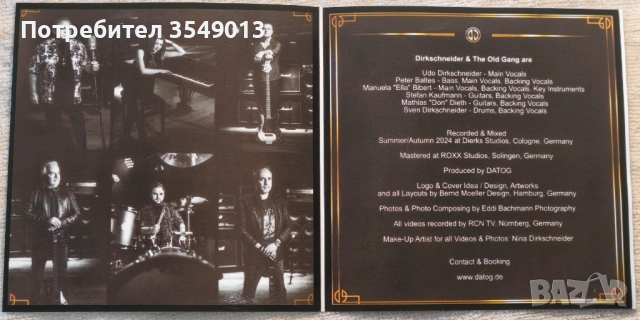 Потребител 3549013
Dirkschneider & The Old Gang are
Udo Dirkschneider - Main Vocals
Peter Baltes - Bass, Main Vocals, Backing Vocals
Manuela "Ella" Bibert - Main Vocals, Backing Vocals, Key Instruments
Stefan Kaufmann - Guitars, Backing Vocals
Mathias "Don" Dieth - Guitars, Backing Vocals
Sven Dirkschneider - Drums, Backing Vocals
Recorded & Mixed
Summer/Autumn 2024 at Dierks Studios, Cologne, Germany
Mastered at ROXX Studios, Solingen, Germany
Produced by DATOG
Logo & Cover Idea / Design, Artworks
and all Layouts by Bernd Moeller Design, Hamburg, Germany
Photos & Photo Composing by Eddi Bachmann Photography
All videos recorded by RCN TV, Nürnberg, Germany
Make-Up Artist for all Videos & Photos: Nina Dirkschneider
Contact & Booking
www.datog.de
BAZAR